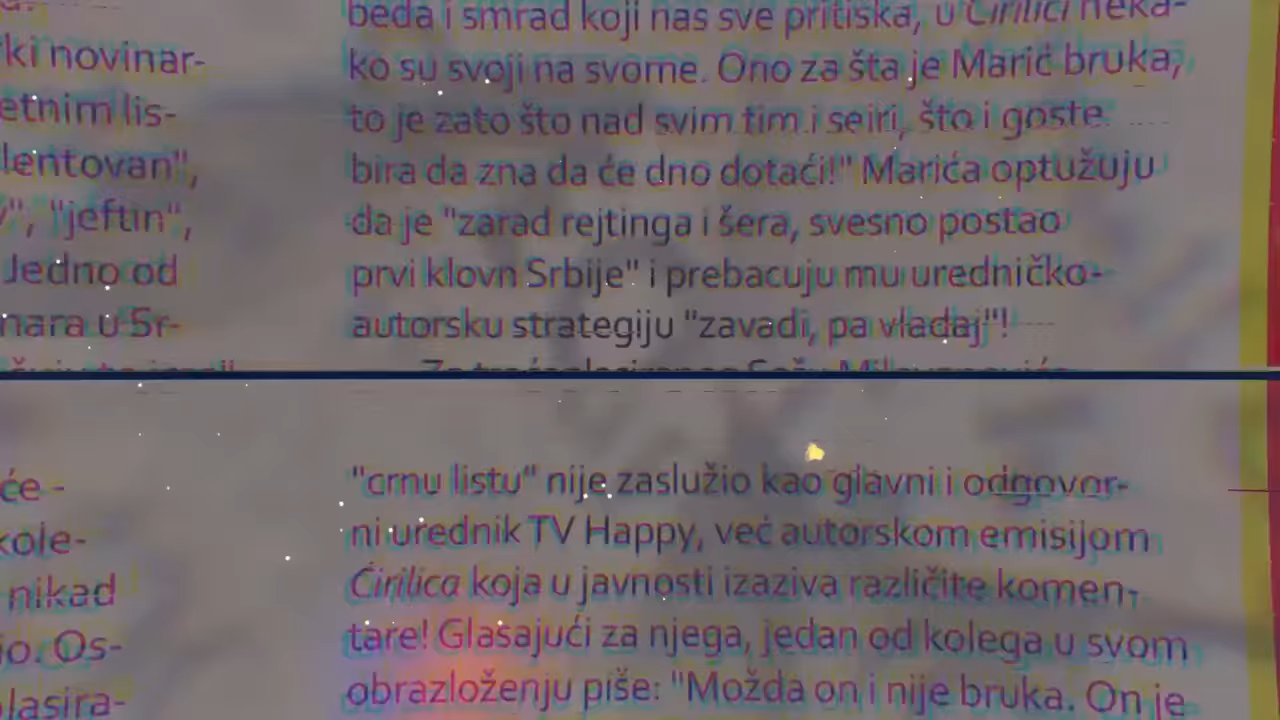 ki novinar-
etnim lis-
lentovan",
", "jeftin",
Jedno od
nara u Sr-
beda i smrad koji nas sve pritiska, u Ćirilici neka-
ko su svoji na svome. Ono za šta je Marić bruka,
to je zato što nad svim tim i seiri, što i goste
bira da zna da će dno dotaći!" Marića optužuju
da je "zarad rejtinga i šera, svesno postao
prvi klovn Srbije" i prebacuju mu uredničko-
autorsku strategiju "zavadi, pa vladaj"!
će -
kole-
nikad
io. Os-
lasira-
"crnu listu" nije zaslužio kao glavni i odgovor-
ni urednik TV Happy, već autorskom emisijom
Ćirilica koja u javnosti izaziva različite komen-
tare! Glasajući za njega, jedan od kolega u svom
obrazloženju piše: "Možda on i nije bruka. On je